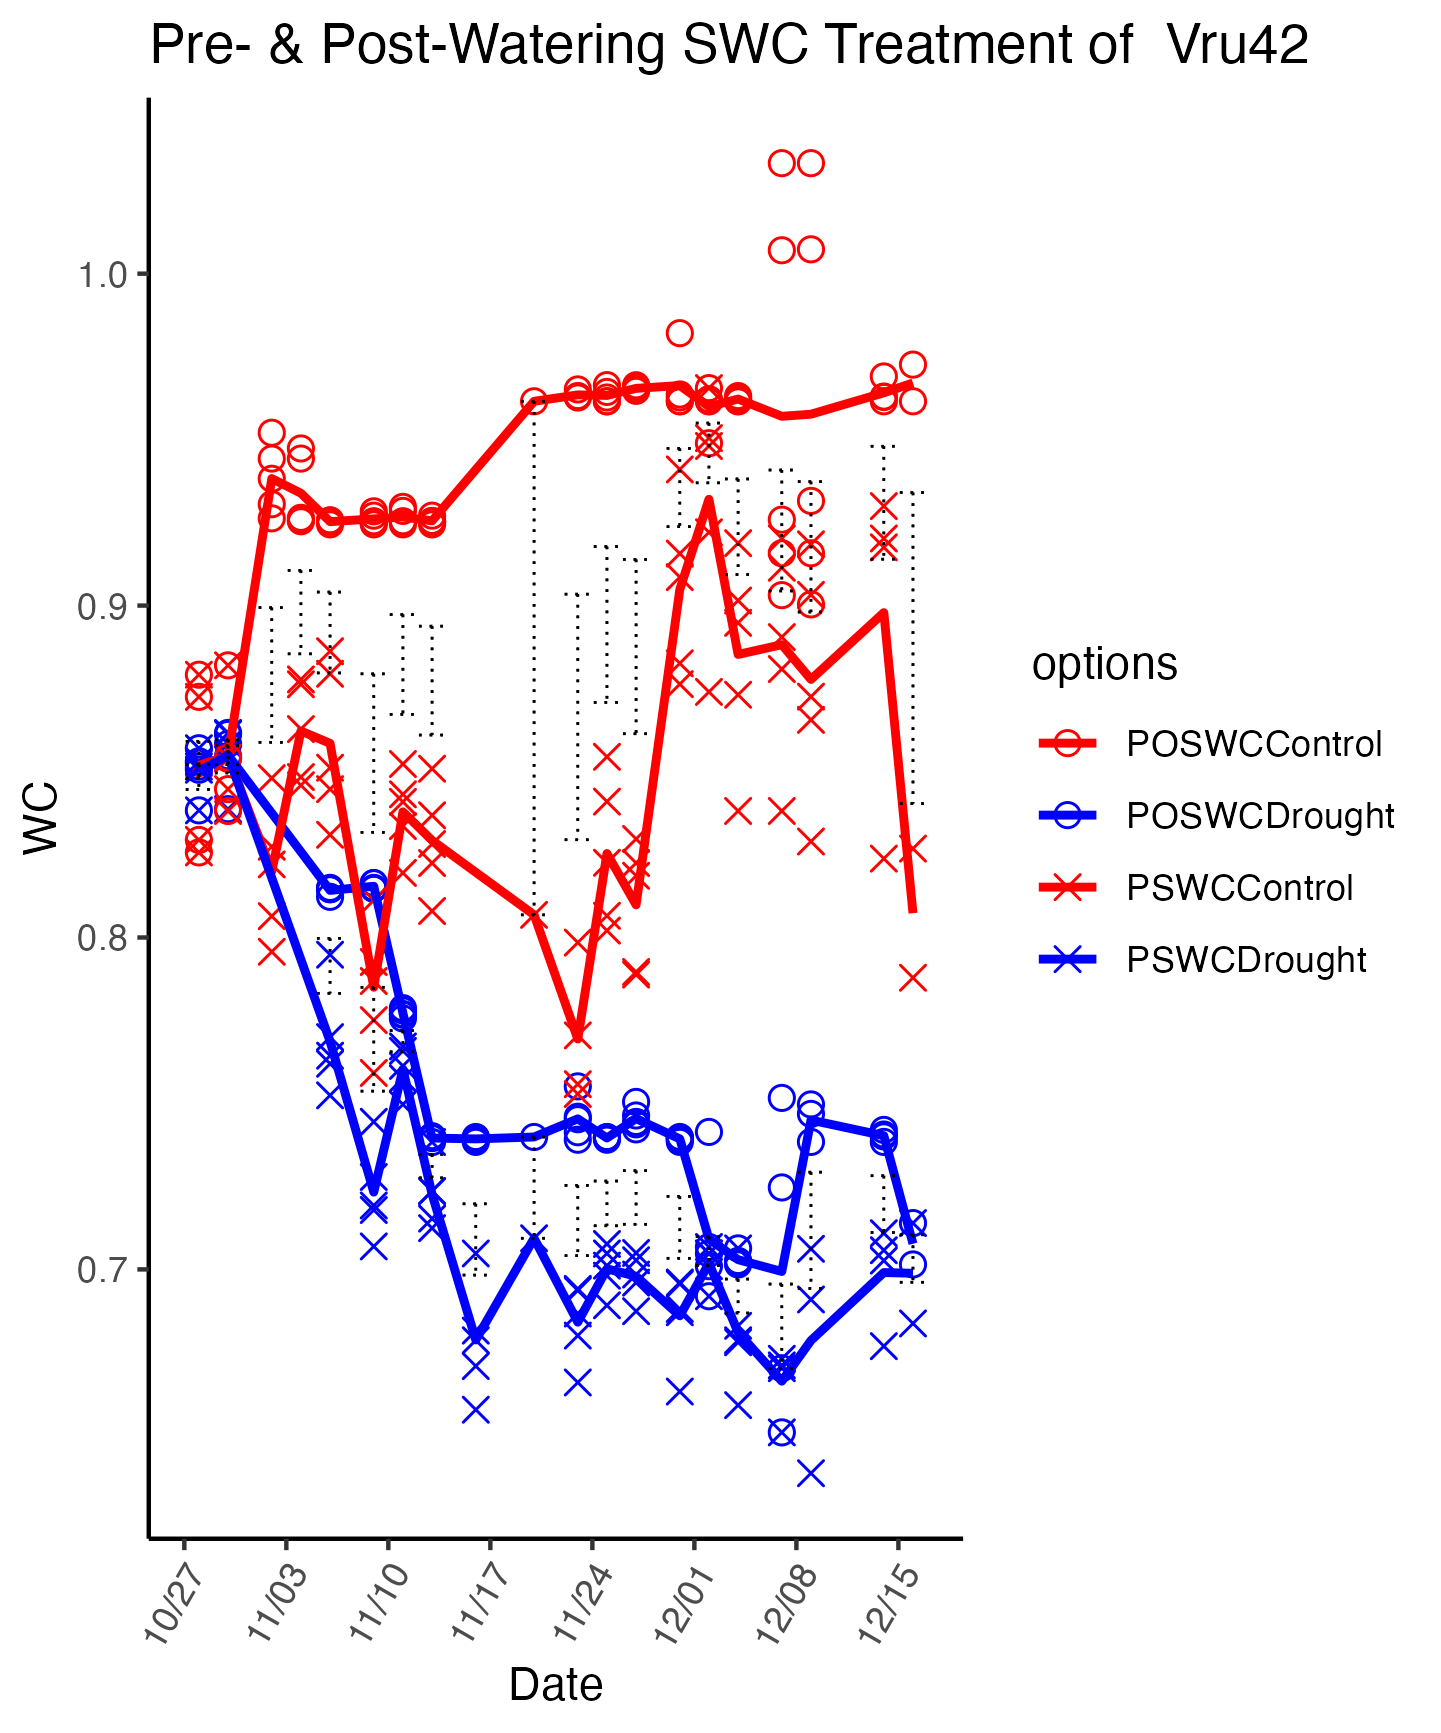 Pre- & Post-Watering SWC Treatment of  Vru42
WC
1.0
0.9
0.8
0.7
10/27
11/03
11/10
11/17
11/24
12/01
12/08
12/15
Date
options
POSWCControl
POSWCDrought
PSWCControl
PSWCDrought